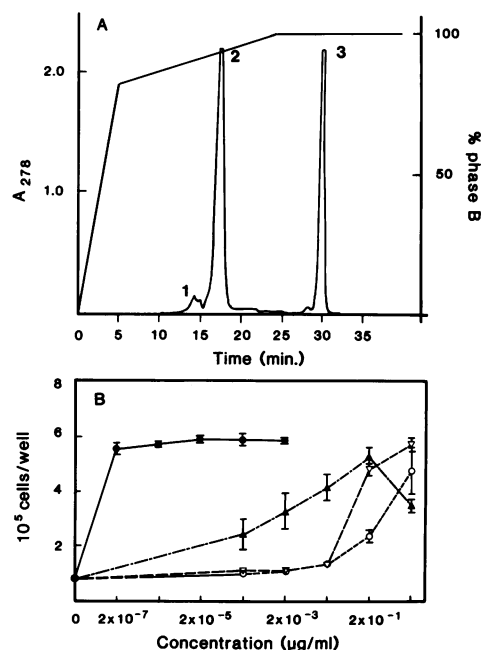 A
100
2.0
2
3
A278
1.0
50
% phase B
1
0 5 10 15 20 25 30 35
Time (min.)
8
B
6
10⁵ cells/well
4
2
0 2x10⁻⁷ 2x10⁻⁵ 2x10⁻³ 2x10⁻¹
Concentration (μg/ml)